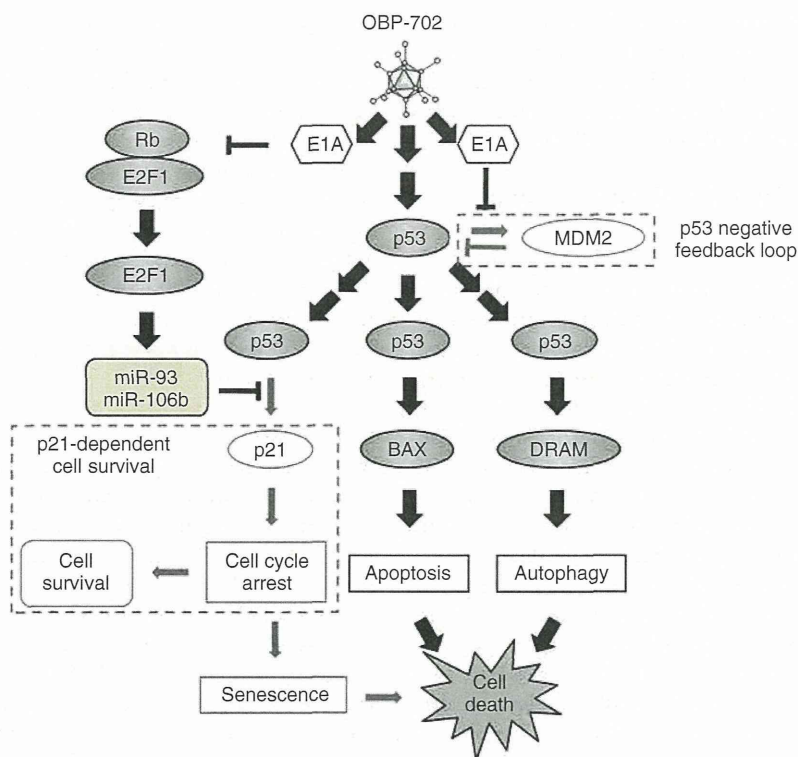 OBP-702
Rb
E1A
E1A
E2F1
p53
MDM2
p53 negative
feedback loop
E2F1
p53
p53
p53
miR-93
miR-106b
p21-dependent
cell survival
p21
BAX
DRAM
Cell
survival
Cell cycle
arrest
Apoptosis
Autophagy
Senescence
Cell
death